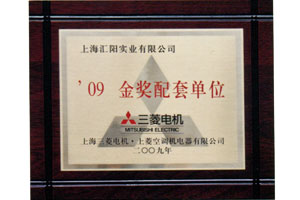 上海汇阳实业有限公司
'09 金奖配套单位
三菱电机
MITSUBISHI ELECTRIC
上海三菱电机·上菱空调机电器有限公司
二〇〇九年